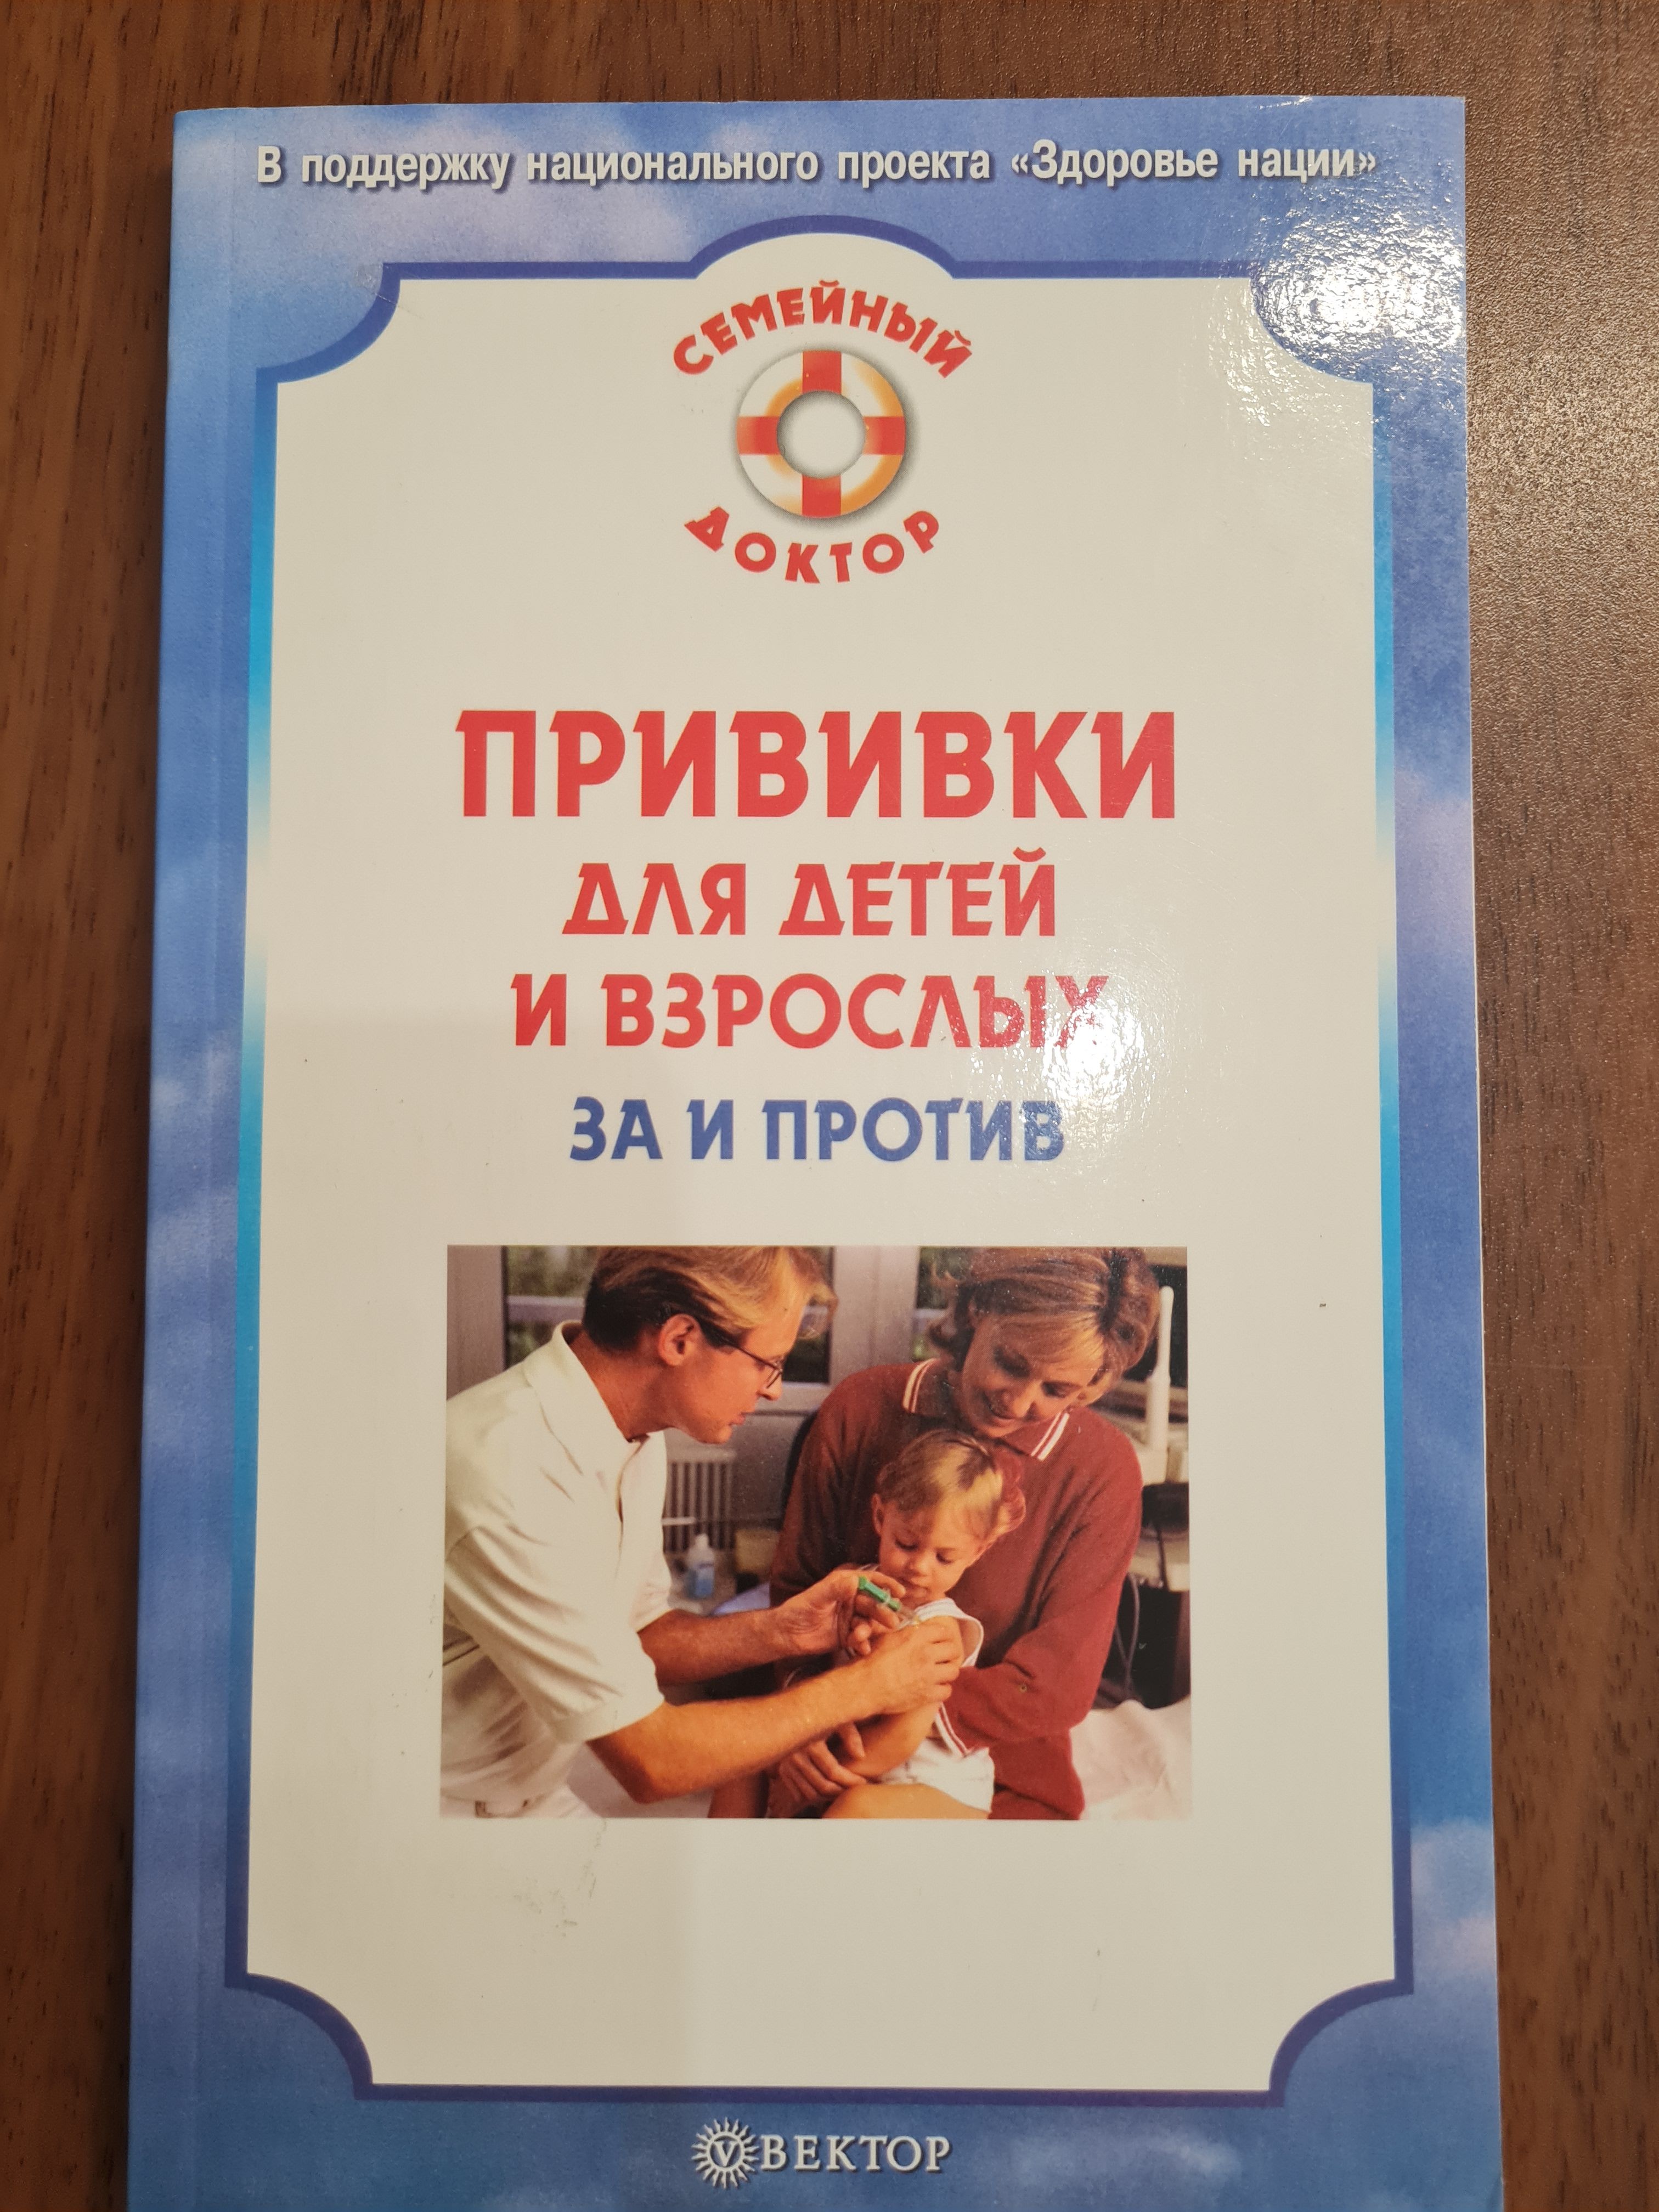 В поддержку национального проекта «Здоровье нации»
СЕМЕЙНЫЙ
ДОКТОР
ПРИВИВКИ
ДЛЯ ДЕТЕЙ
И ВЗРОСЛЫХ
ЗА И ПРОТИВ
V ВЕКТОР